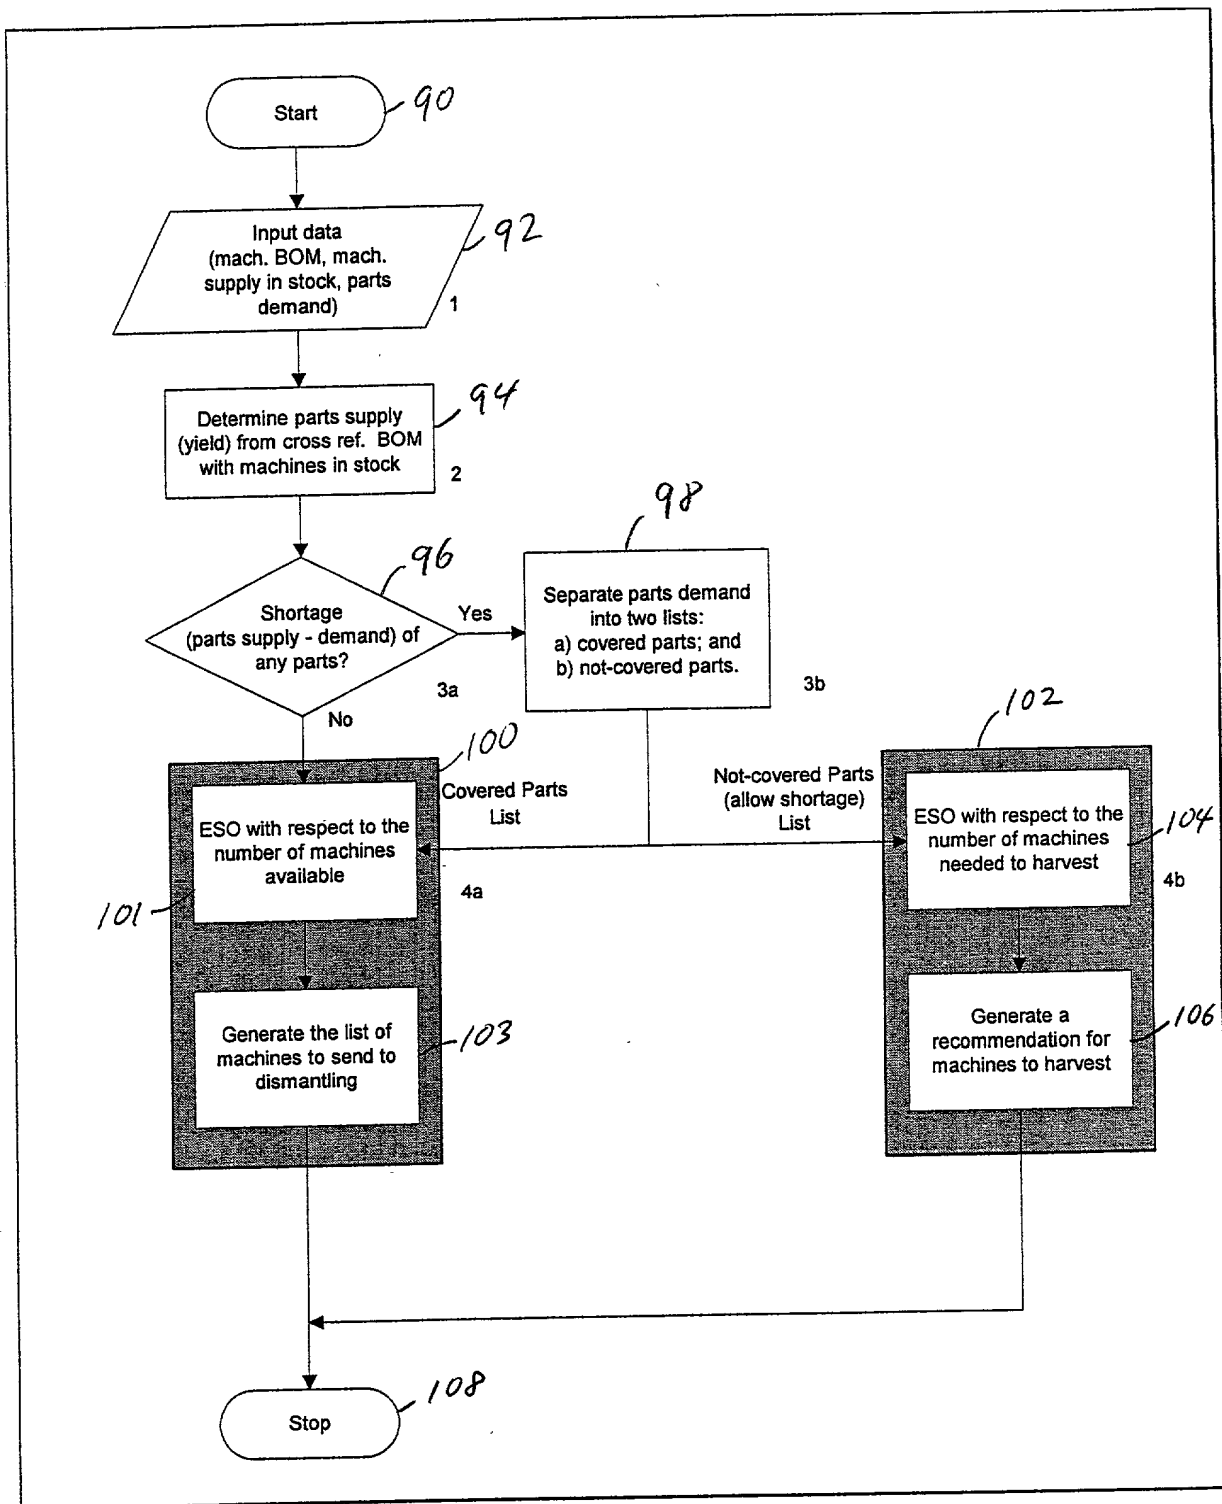 Start
90
Input data
(mach. BOM, mach.
supply in stock, parts
demand)
1
92
Determine parts supply
(yield) from cross ref. BOM
with machines in stock
2
94
Shortage
(parts supply - demand) of
any parts?
96
Yes
3a
No
98
Separate parts demand
into two lists:
a) covered parts; and
b) not-covered parts.
3b
100
Covered Parts
List
Not-covered Parts
(allow shortage)
List
102
ESO with respect to the
number of machines
available
101
4a
ESO with respect to the
number of machines
needed to harvest
104
4b
Generate the list of
machines to send to
dismantling
103
Generate a
recommendation for
machines to harvest
106
Stop
108